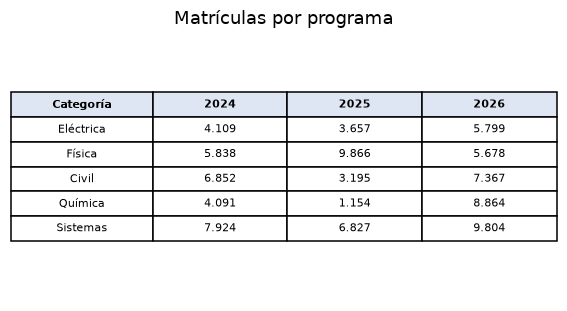 Matrículas por programa
Categoría 2024 2025 2026
Eléctrica 4.109 3.657 5.799
Física 5.838 9.866 5.678
Civil 6.852 3.195 7.367
Química 4.091 1.154 8.864
Sistemas 7.924 6.827 9.804